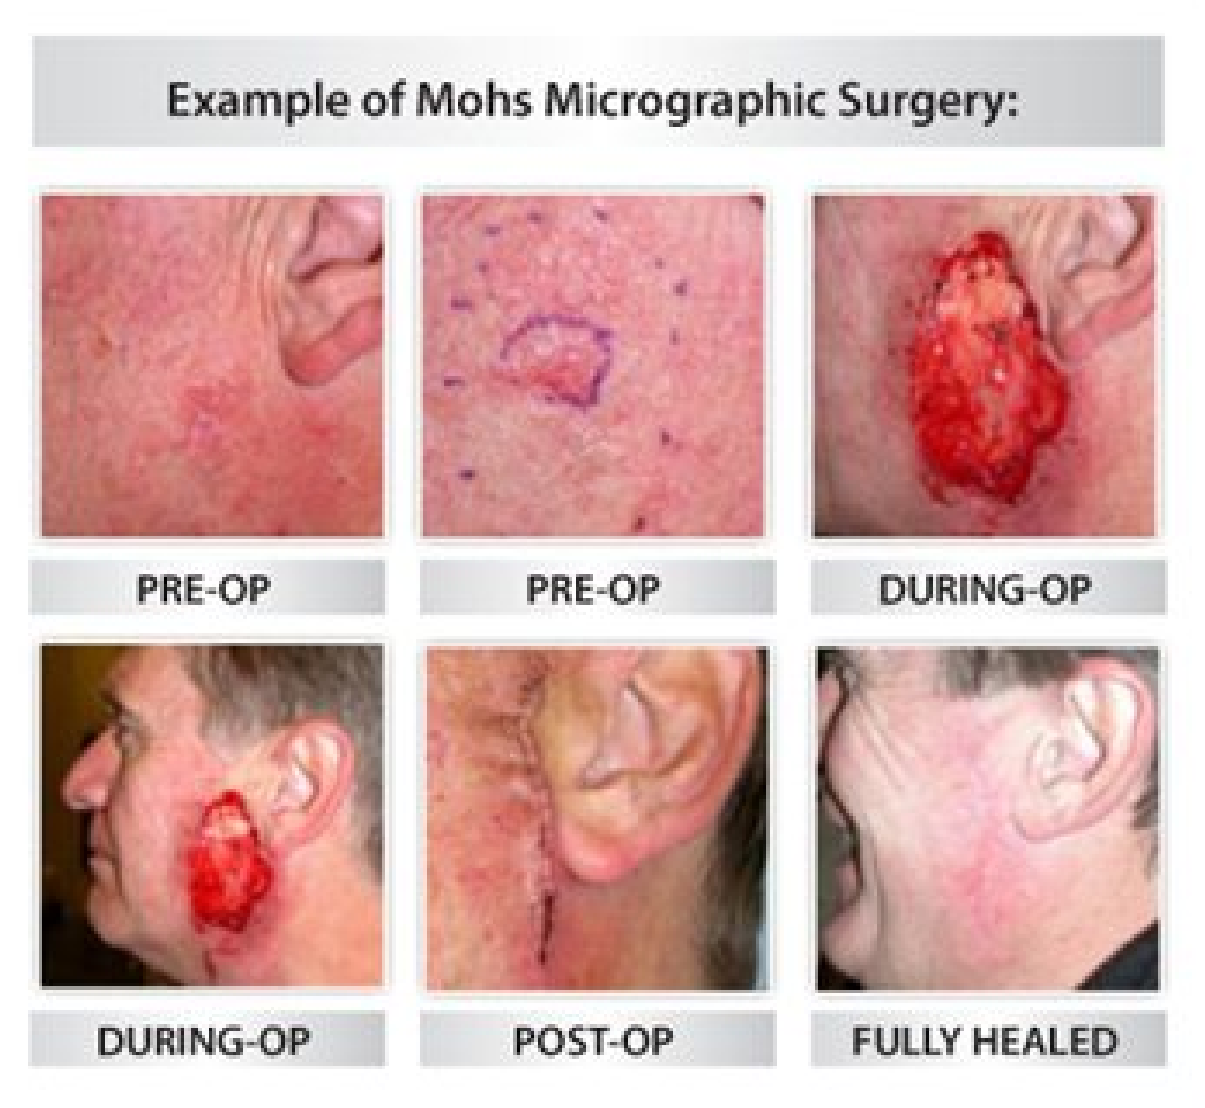 Example of Mohs Micrographic Surgery:
PRE-OP
PRE-OP
DURING-OP
DURING-OP
POST-OP
FULLY HEALED